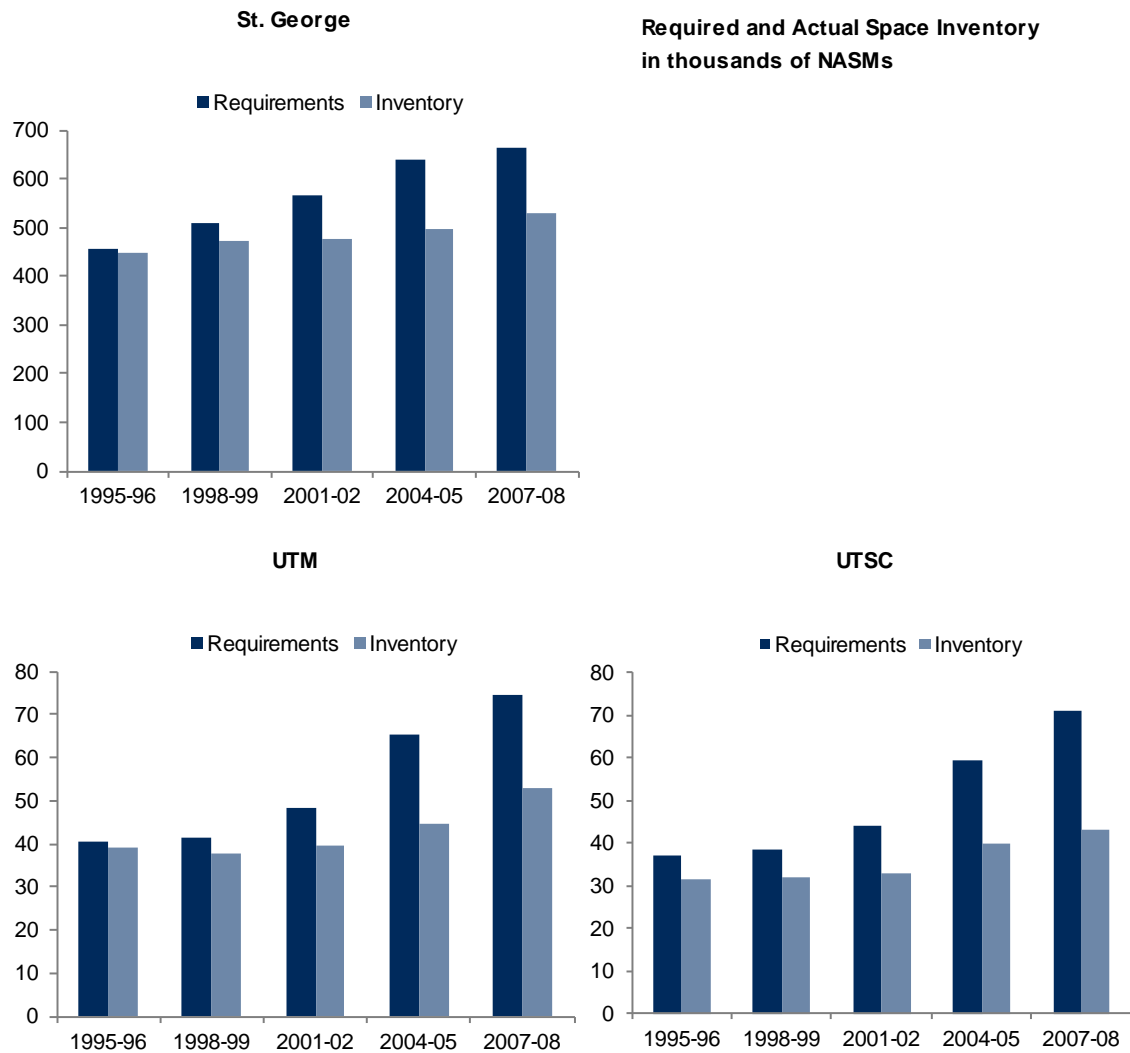 St. George
Required and Actual Space Inventory
in thousands of NASMs
Requirements Inventory
700
600
500
400
300
200
100
0
1995-96 1998-99 2001-02 2004-05 2007-08
UTM
Requirements Inventory
80
70
60
50
40
30
20
10
0
1995-96 1998-99 2001-02 2004-05 2007-08
UTSC
Requirements Inventory
80
70
60
50
40
30
20
10
0
1995-96 1998-99 2001-02 2004-05 2007-08